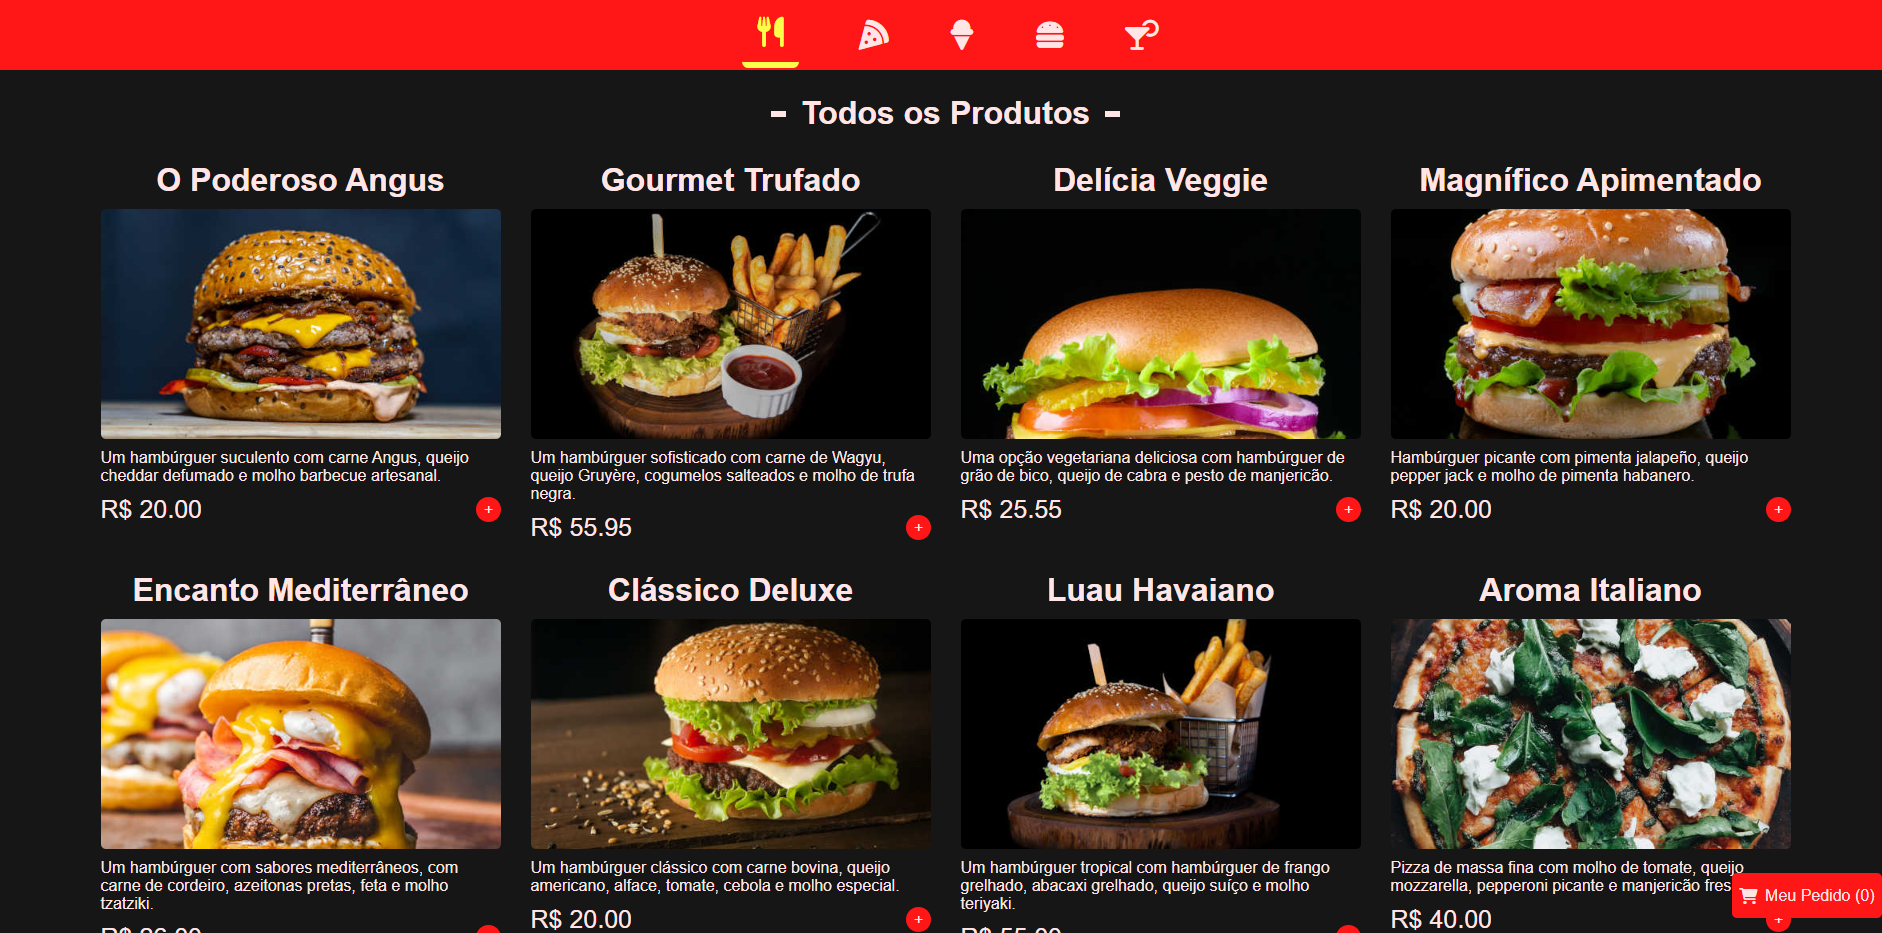 Todos os Produtos
O Poderoso Angus
Gourmet Trufado
Delícia Veggie
Magnífico Apimentado
Um hambúrguer suculento com carne Angus, queijo
cheddar defumado e molho barbecue artesanal.
R$ 20.00
+
Um hambúrguer sofisticado com carne de Wagyu,
queijo Gruyère, cogumelos salteados e molho de trufa
negra.
R$ 55.95
+
Uma opção vegetariana deliciosa com hambúrguer de
grão de bico, queijo de cabra e pesto de manjericão.
R$ 25.55
+
Hambúrguer picante com pimenta jalapeño, queijo
pepper jack e molho de pimenta habanero.
R$ 20.00
+
Encanto Mediterrâneo
Clássico Deluxe
Luau Havaiano
Aroma Italiano
Um hambúrguer com sabores mediterrâneos, com
carne de cordeiro, azeitonas pretas, feta e molho
tzatziki.
R$
Um hambúrguer clássico com carne bovina, queijo
americano, alface, tomate, cebola e molho especial.
R$ 20.00
+
Um hambúrguer tropical com hambúrguer de frango
grelhado, abacaxi grelhado, queijo suíço e molho
teriyaki.
R$
Pizza de massa fina com molho de tomate, queijo
mozzarella, pepperoni picante e manjericão fres
R$ 40.00
+
Meu Pedido (0)